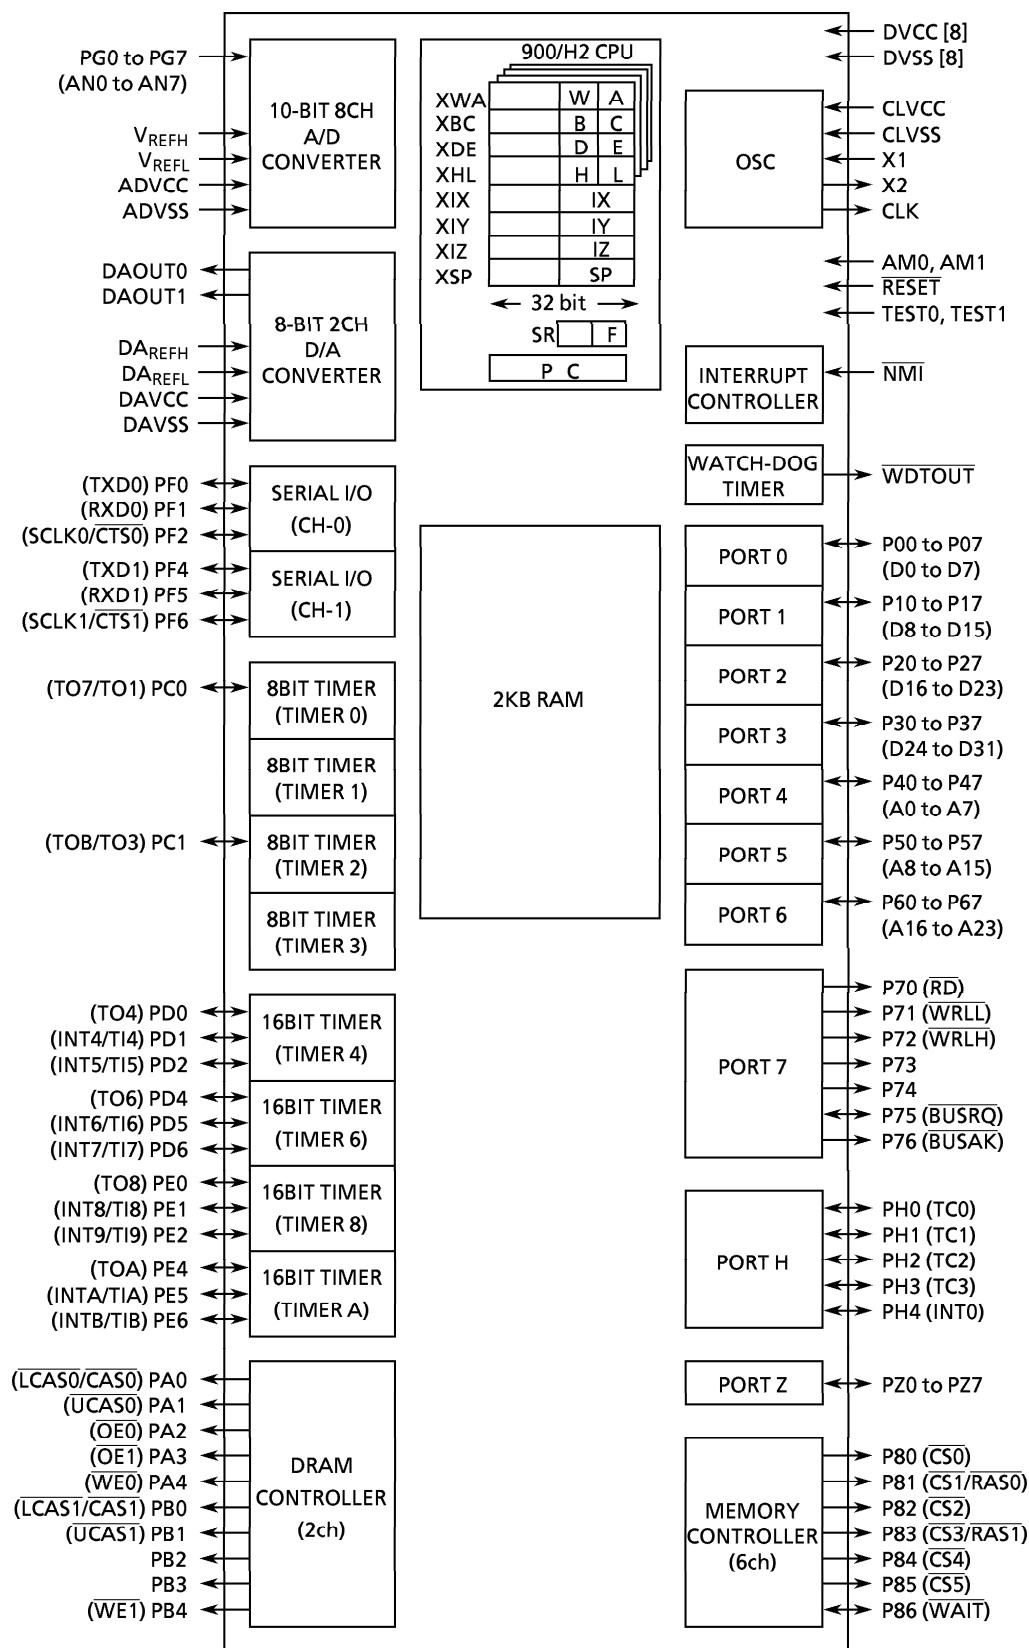 PG0 to PG7
(AN0 to AN7)
VREFH
VREFL
ADVCC
ADVSS
10-BIT 8CH
A/D
CONVERTER
DAOUT0
DAOUT1
DAREFH
DAREFL
DAVCC
DAVSS
8-BIT 2CH
D/A
CONVERTER
(TXD0) PF0
(RXD0) PF1
(SCLK0/CTS0) PF2
SERIAL I/O
(CH-0)
(TXD1) PF4
(RXD1) PF5
(SCLK1/CTS1) PF6
SERIAL I/O
(CH-1)
(TO7/TO1) PC0
8BIT TIMER
(TIMER 0)
8BIT TIMER
(TIMER 1)
(TOB/TO3) PC1
8BIT TIMER
(TIMER 2)
8BIT TIMER
(TIMER 3)
(TO4) PD0
(INT4/TI4) PD1
(INT5/TI5) PD2
16BIT TIMER
(TIMER 4)
(TO6) PD4
(INT6/TI6) PD5
(INT7/TI7) PD6
16BIT TIMER
(TIMER 6)
(TO8) PE0
(INT8/TI8) PE1
(INT9/TI9) PE2
16BIT TIMER
(TIMER 8)
(TOA) PE4
(INTA/TIA) PE5
(INTB/TIB) PE6
16BIT TIMER
(TIMER A)
(LCAS0/CAS0) PA0
(UCAS0) PA1
(OE0) PA2
(OE1) PA3
(WE0) PA4
(LCAS1/CAS1) PB0
(UCAS1) PB1
PB2
PB3
(WE1) PB4
DRAM
CONTROLLER
(2ch)
900/H2 CPU
XWA W A
XBC B C
XDE D E
XHL H L
XIX IX
XIY IY
XIZ IZ
XSP SP
32 bit
SR F
P C
2KB RAM
DVCC [8]
DVSS [8]
OSC
CLVCC
CLVSS
X1
X2
CLK
AM0, AM1
RESET
TEST0, TEST1
INTERRUPT
CONTROLLER
NMI
WATCH-DOG
TIMER
WDTOUT
PORT 0
P00 to P07
(D0 to D7)
PORT 1
P10 to P17
(D8 to D15)
PORT 2
P20 to P27
(D16 to D23)
PORT 3
P30 to P37
(D24 to D31)
PORT 4
P40 to P47
(A0 to A7)
PORT 5
P50 to P57
(A8 to A15)
PORT 6
P60 to P67
(A16 to A23)
PORT 7
P70 (RD)
P71 (WRLL)
P72 (WRLH)
P73
P74
P75 (BUSRQ)
P76 (BUSAK)
PORT H
PH0 (TC0)
PH1 (TC1)
PH2 (TC2)
PH3 (TC3)
PH4 (INT0)
PORT Z
PZ0 to PZ7
MEMORY
CONTROLLER
(6ch)
P80 (CS0)
P81 (CS1/RAS0)
P82 (CS2)
P83 (CS3/RAS1)
P84 (CS4)
P85 (CS5)
P86 (WAIT)